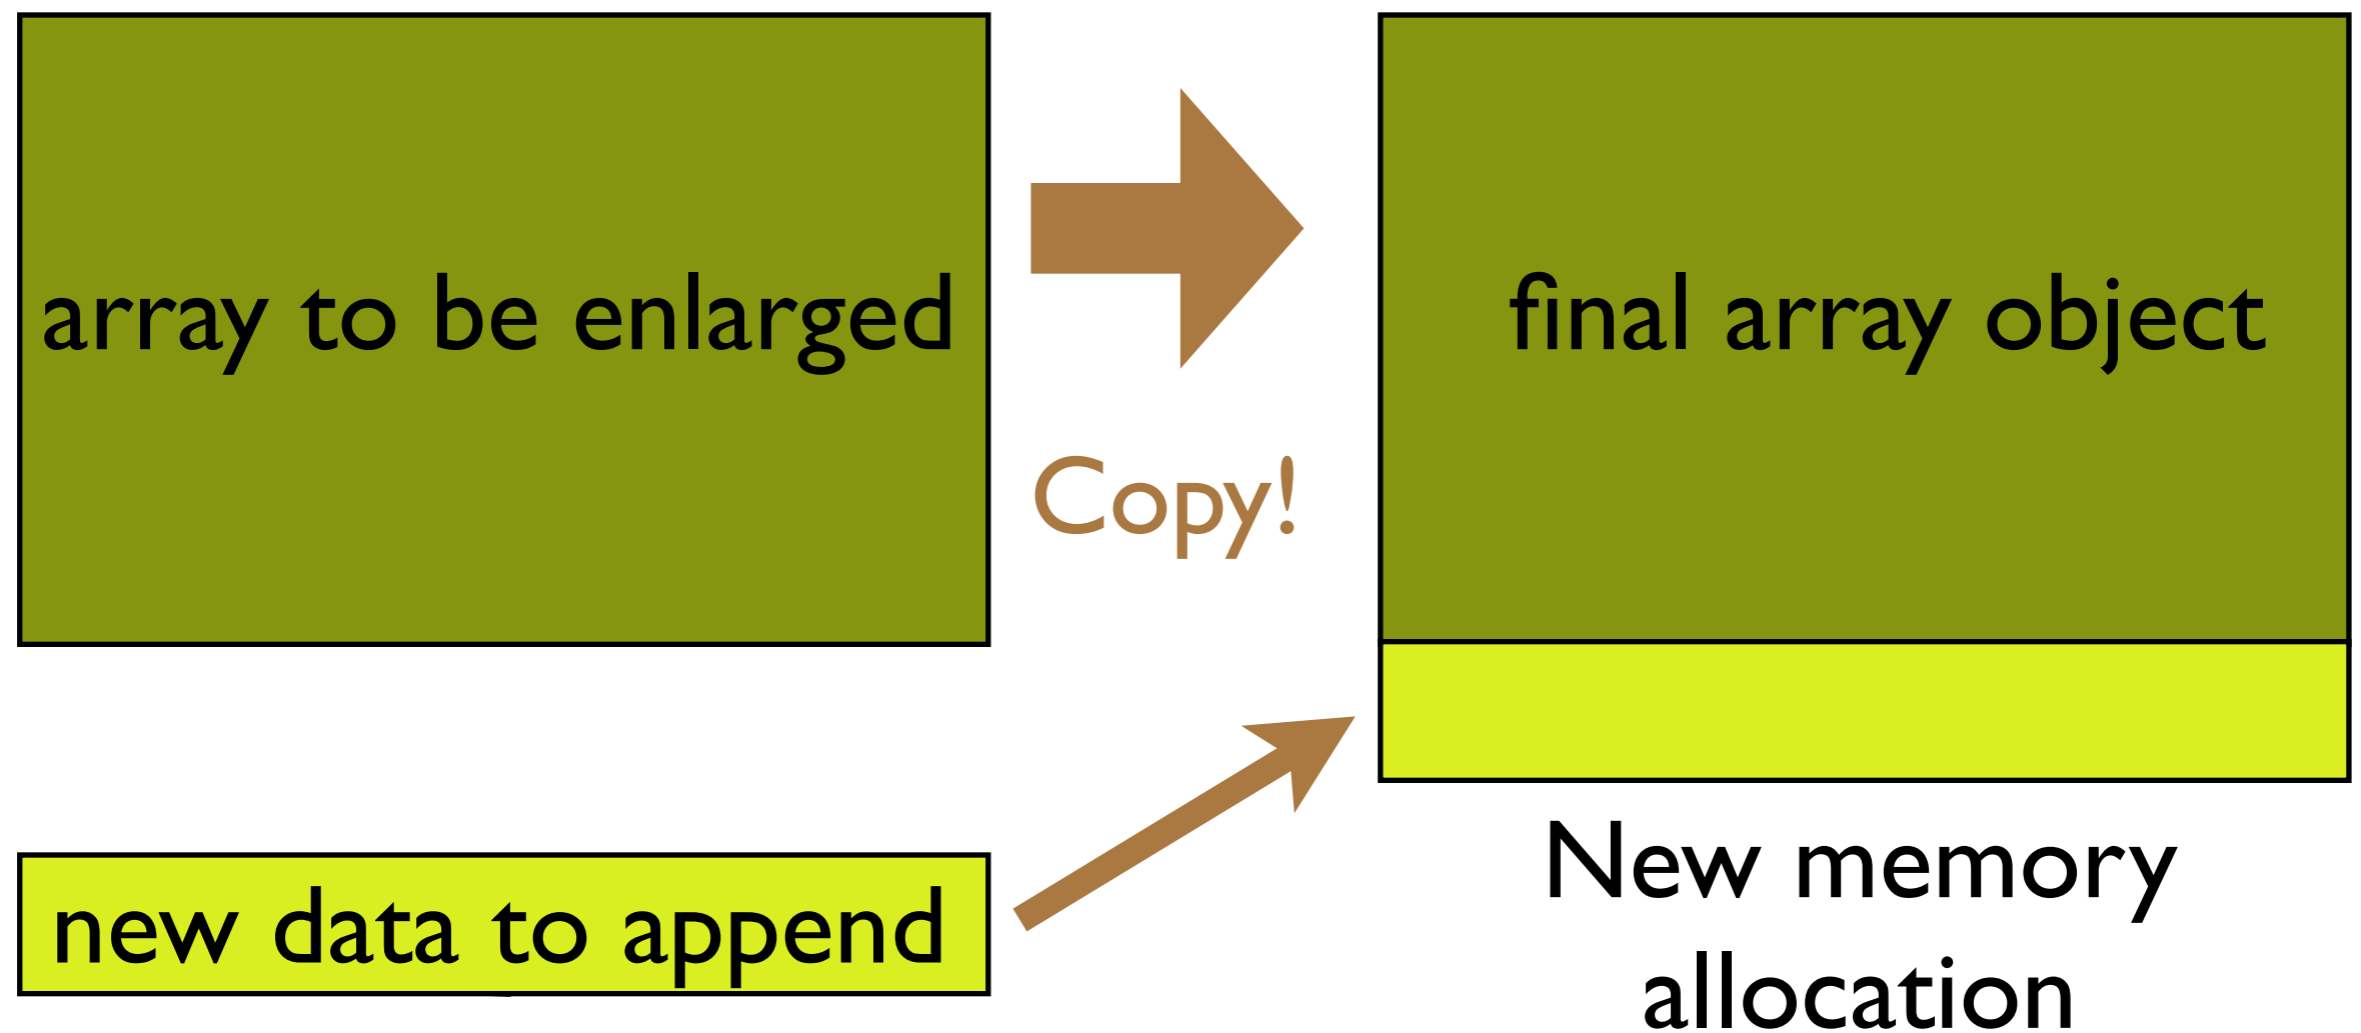 array to be enlarged
final array object
Copy!
new data to append
New memory
allocation